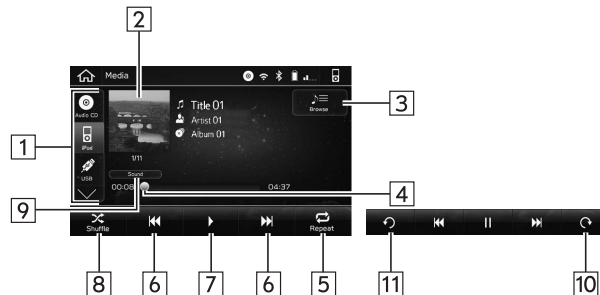 2
Media
1
Audio CD
iPod
USB
Title 01
Artist 01
Album 01
Browse
3
1/11
Sound
00:08
04:37
4
9
Shuffle
Repeat
8
6
7
6
5
11
10